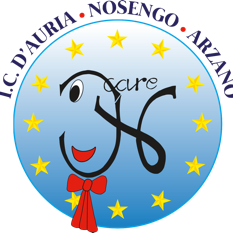 I.C. D'AURIA • NOSENGO • ARZANO
care
N